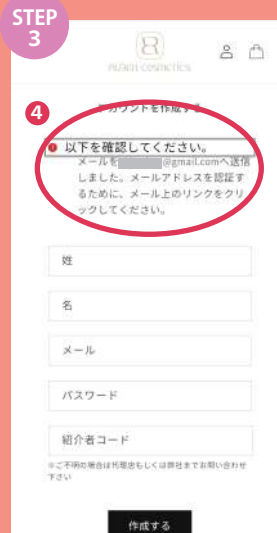 STEP
3
RUBAN COSMETICS
4
アカウントを作成する
以下を確認してください。
メールを @gmail.comへ送信
しました。メールアドレスを認証す
るために、メール上のリンクをクリ
ックしてください。
姓
名
メール
パスワード
紹介者コード
※ご不明の場合は代理店もしくは弊社までお問い合わせ
下さい
作成する